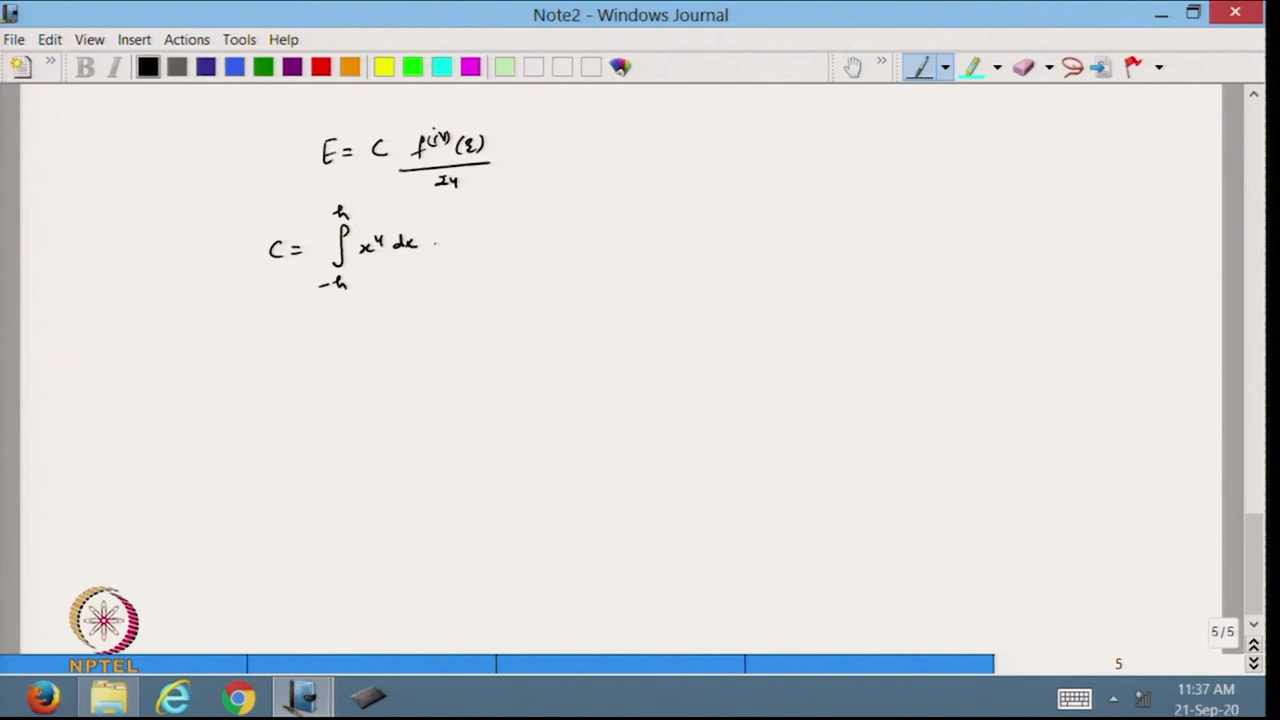 Note2 - Windows Journal
File Edit View Insert Actions Tools Help
B I
E = C f^(iv)(ξ)
24
h
C = ∫ x⁴ dx
-h
5/5
NPTEL
5
11:37 AM
21-Sep-20